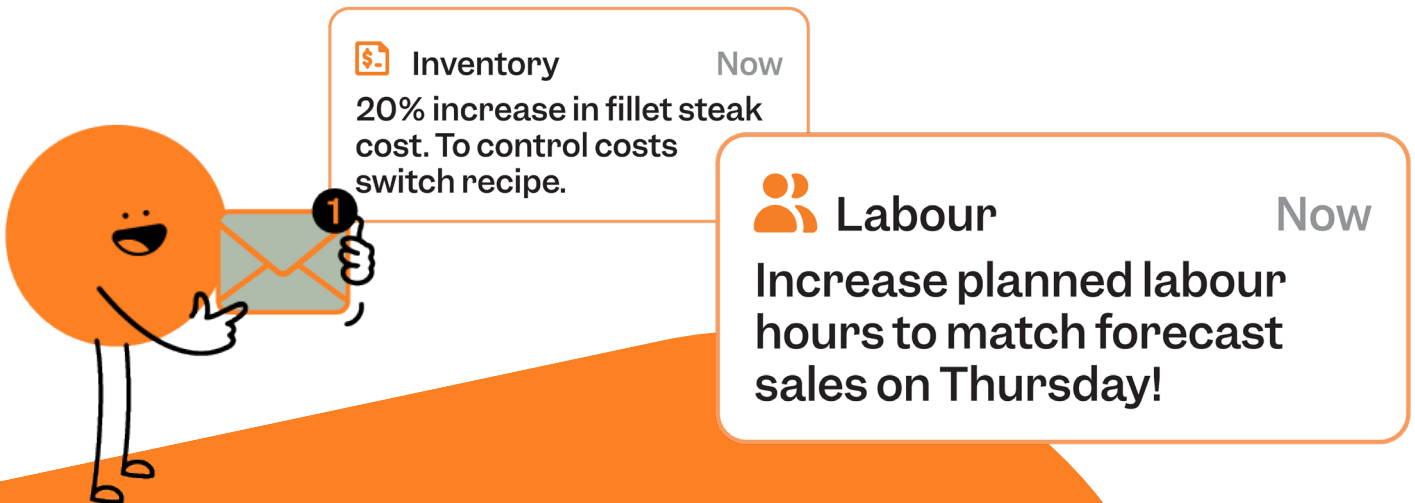 Inventory Now
20% increase in fillet steak
cost. To control costs
switch recipe.
1
Labour Now
Increase planned labour
hours to match forecast
sales on Thursday!